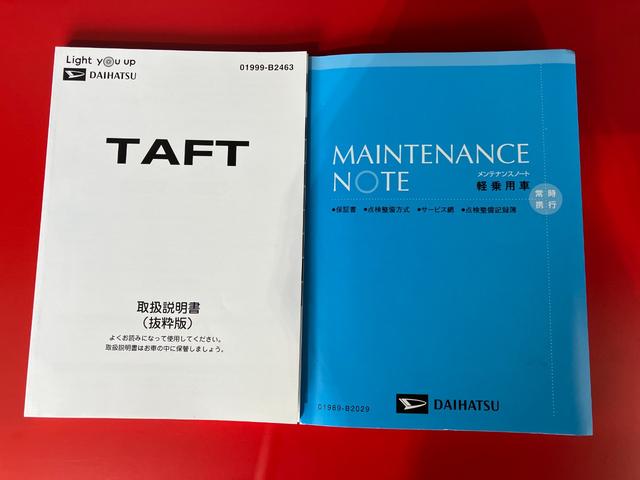 Light you up
DAIHATSU
01999-B2463
TAFT
取扱説明書
(抜粋版)
よくお読みになって使用してください。
取扱説明書はお車の中に保管しましょう。
MAINTENANCE
NOTE
メンテナンスノート
軽乗用車
常時
携行
●保証書 ●点検整備方式 ●サービス網 ●点検整備記録簿
01989-B2029
DAIHATSU